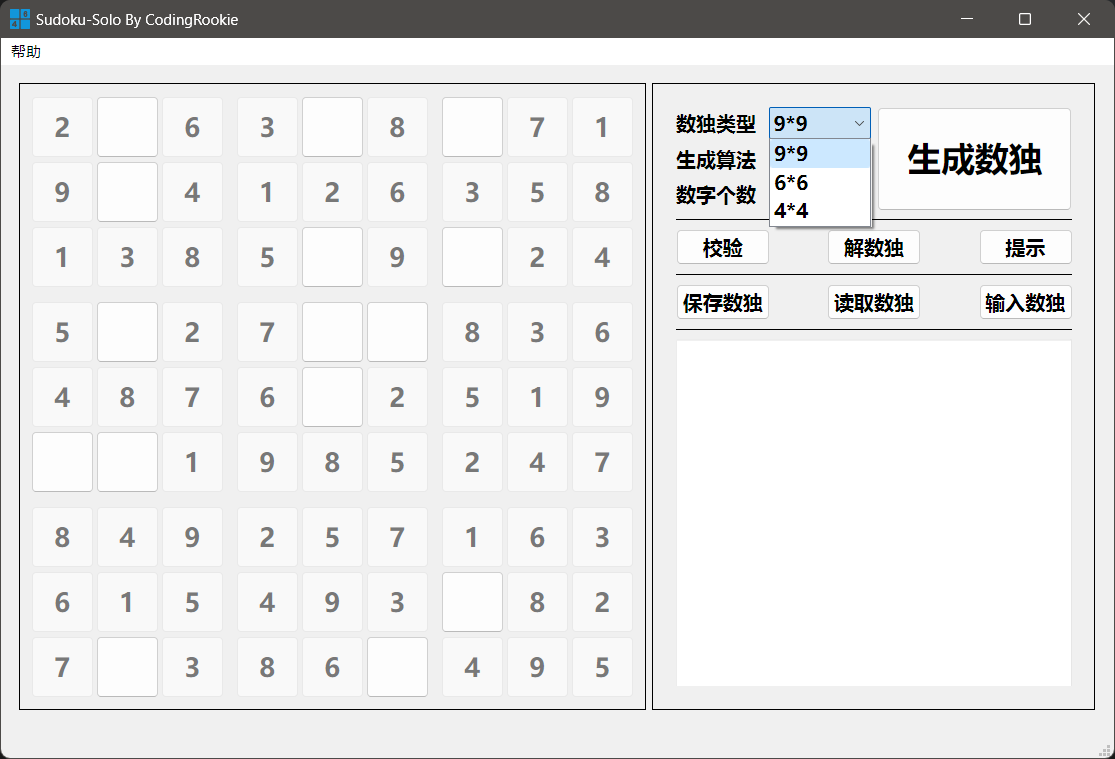 Sudoku-Solo By CodingRookie
帮助
2 6 3 8 7 1
9 4 1 2 6 3 5 8
1 3 8 5 9 2 4
5 2 7 8 3 6
4 8 7 6 2 5 1 9
1 9 8 5 2 4 7
8 4 9 2 5 7 1 6 3
6 1 5 4 9 3 8 2
7 3 8 6 4 9 5
数独类型 9*9
生成算法 9*9
6*6
数字个数
4*4
生成数独
校验 解数独 提示
保存数独 读取数独 输入数独